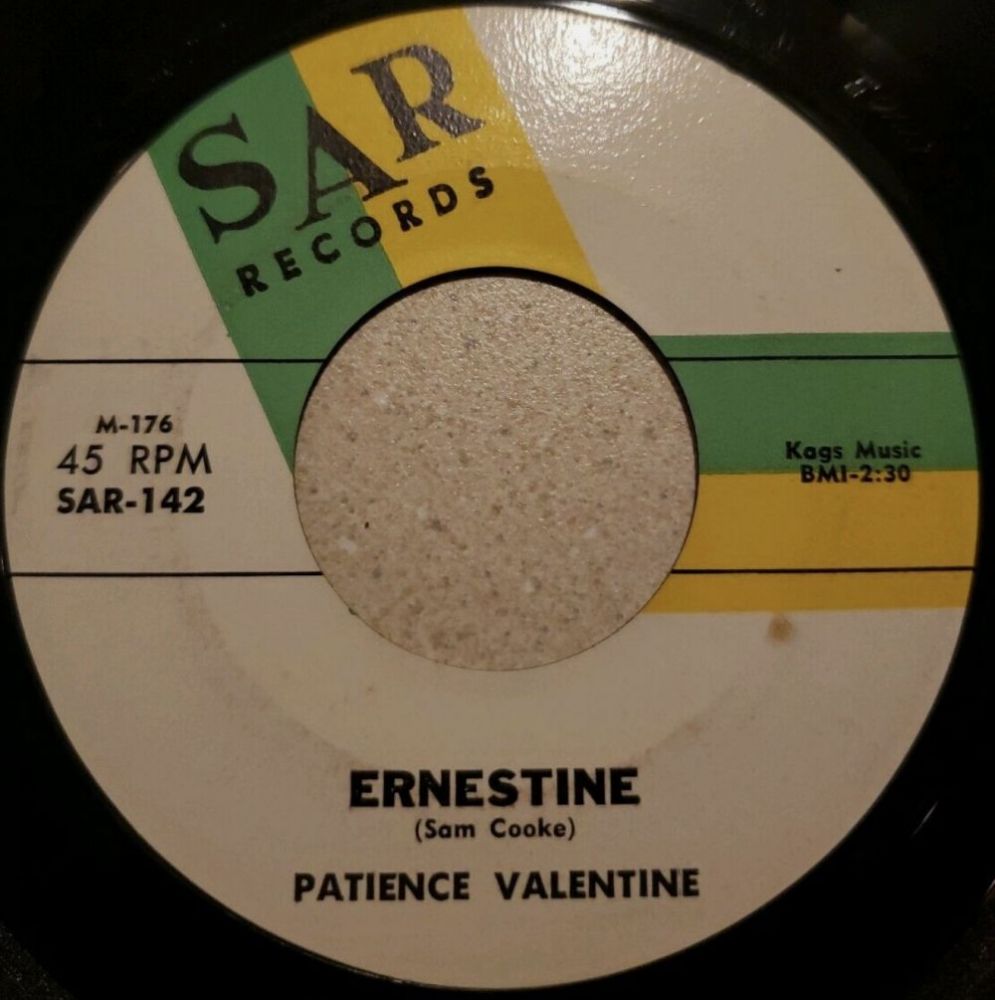 SAR
RECORDS
M-176
45 RPM
SAR-142
Kags Music
BMI-2:30
ERNESTINE
(Sam Cooke)
PATIENCE VALENTINE